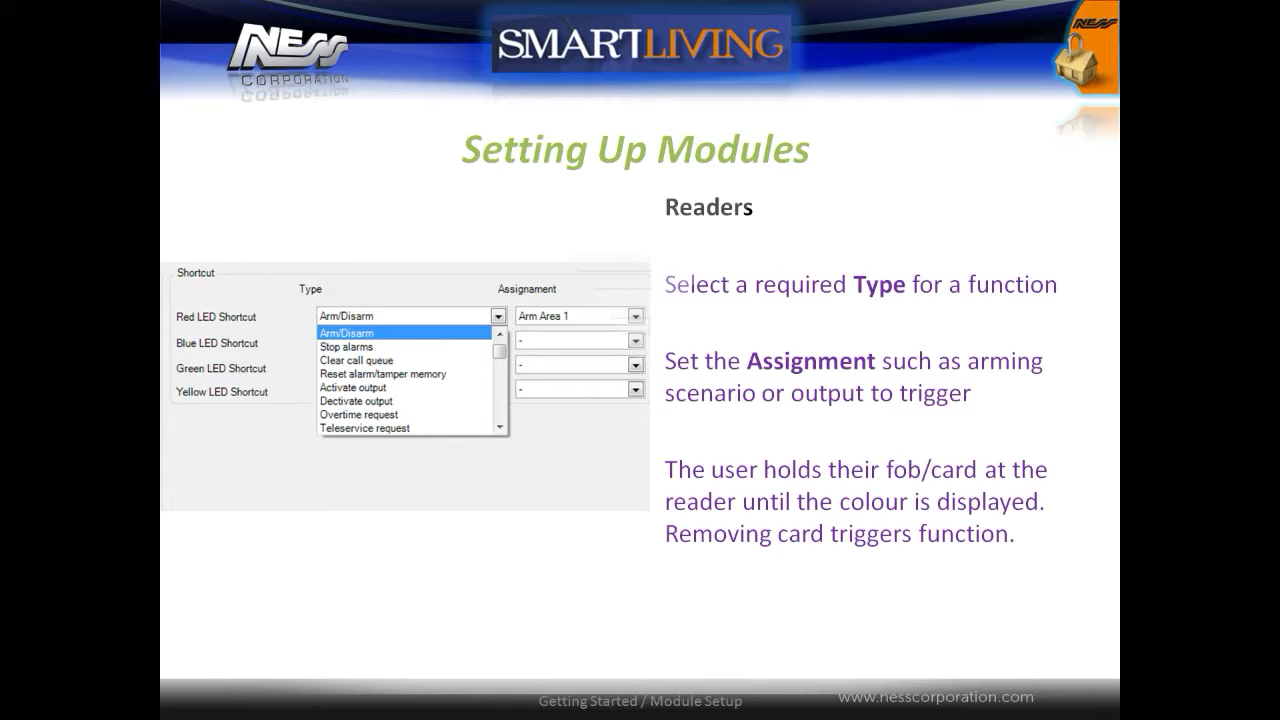 NESS
CORPORATION
SMARTLIVING
NESS
Setting Up Modules
Readers
Shortcut
Type
Assignament
Red LED Shortcut
Arm/Disarm
Arm Area 1
Arm/Disarm
Blue LED Shortcut
Stop alarms
-
Clear call queue
Green LED Shortcut
Reset alarm/tamper memory
-
Yellow LED Shortcut
Activate output
-
Dectivate output
Overtime request
Teleservice request
Select a required Type for a function
Set the Assignment such as arming
scenario or output to trigger
The user holds their fob/card at the
reader until the colour is displayed.
Removing card triggers function.
Getting Started / Module Setup
www.nesscorporation.com